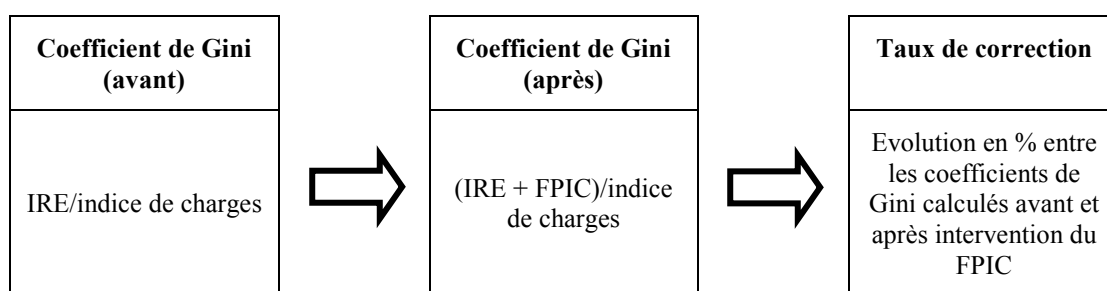 Coefficient de Gini
(avant)
IRE/indice de charges
Coefficient de Gini
(après)
(IRE + FPIC)/indice
de charges
Taux de correction
Evolution en % entre
les coefficients de
Gini calculés avant et
après intervention du
FPIC